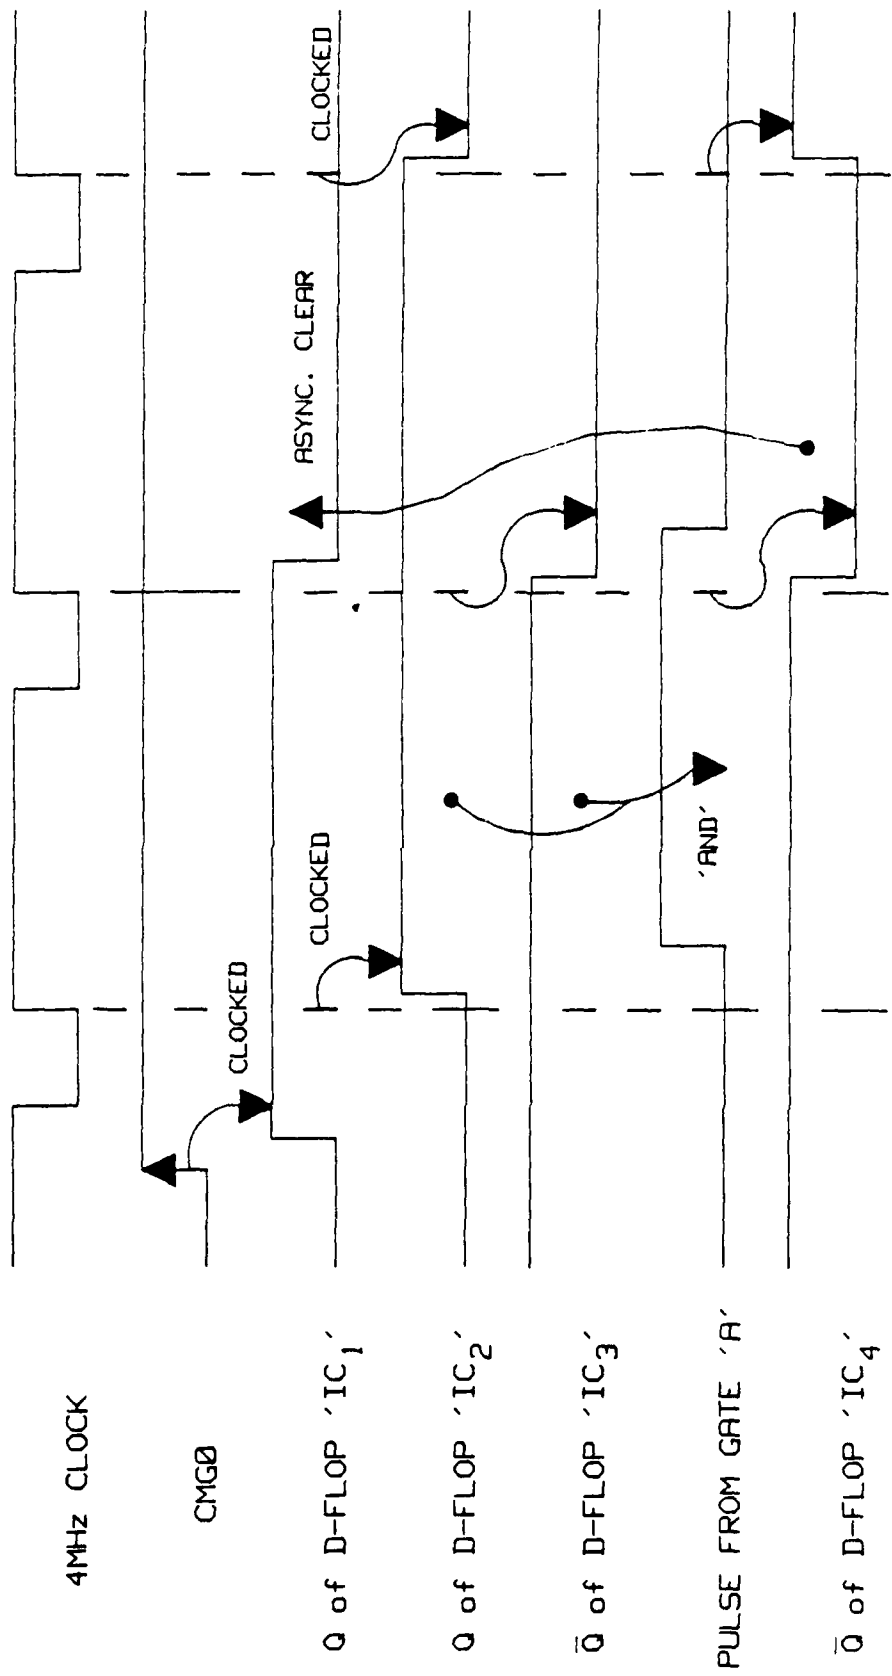 4MHz CLOCK
CMG0
Q of D-FLOP 'IC1'
Q of D-FLOP 'IC2'
Q̅ of D-FLOP 'IC3'
PULSE FROM GATE 'A'
Q̅ of D-FLOP 'IC4'
CLOCKED
CLOCKED
'AND'
ASYNC. CLEAR
CLOCKED